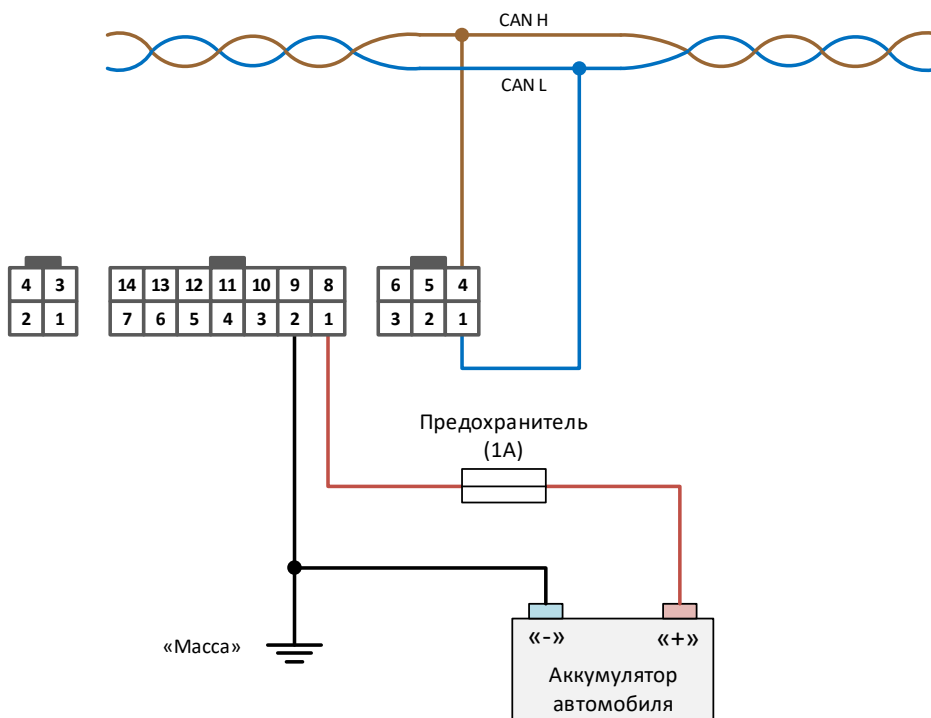 CAN H
CAN L
4 3
2 1
14 13 12 11 10 9 8
7 6 5 4 3 2 1
6 5 4
3 2 1
Предохранитель
(1А)
«Масса»
«-» «+»
Аккумулятор
автомобиля